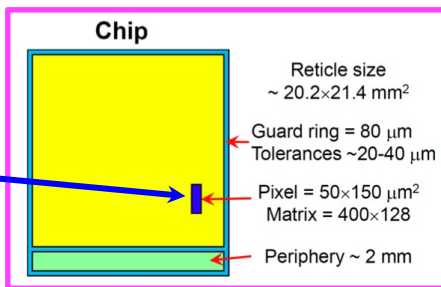 Chip
Reticle size
~ 20.2×21.4 mm²
Guard ring = 80 μm
Tolerances ~20-40 μm
Pixel = 50×150 μm²
Matrix = 400×128
Periphery ~ 2 mm